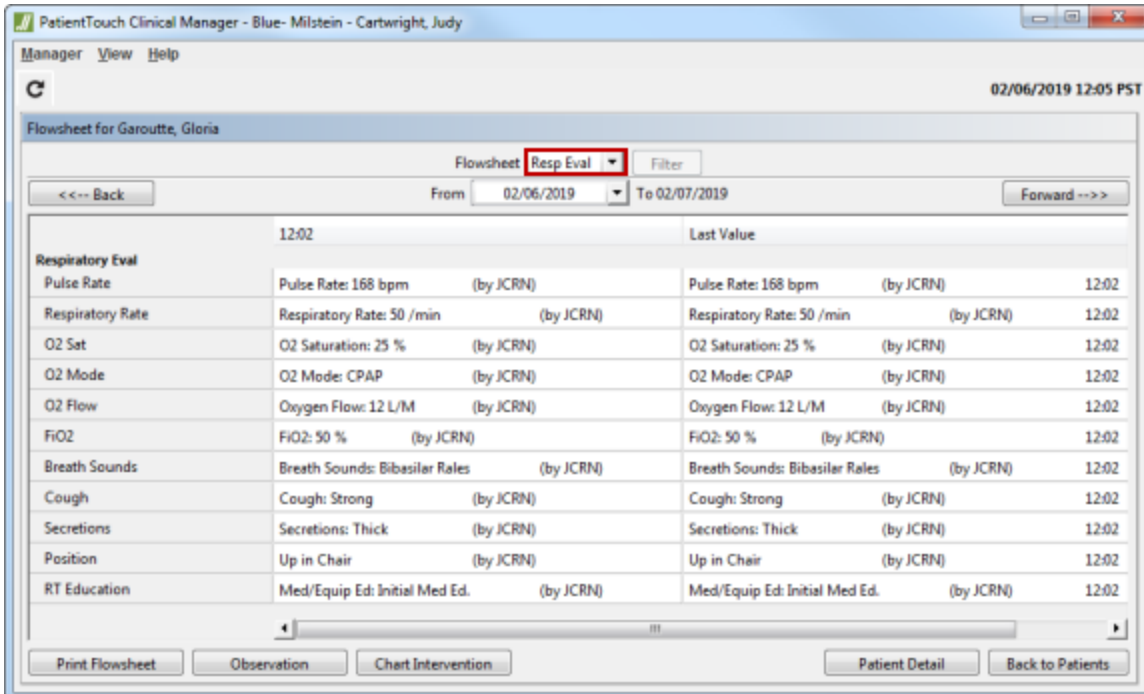 PatientTouch Clinical Manager - Blue- Milstein - Cartwright, Judy
Manager View Help
02/06/2019 12:05 PST
Flowsheet for Garoutte, Gloria
Flowsheet Resp Eval Filter
<<-- Back From 02/06/2019 To 02/07/2019 Forward -->>
12:02 Last Value
Respiratory Eval
Pulse Rate Pulse Rate: 168 bpm (by JCRN) Pulse Rate: 168 bpm (by JCRN) 12:02
Respiratory Rate Respiratory Rate: 50 /min (by JCRN) Respiratory Rate: 50 /min (by JCRN) 12:02
O2 Sat O2 Saturation: 25 % (by JCRN) O2 Saturation: 25 % (by JCRN) 12:02
O2 Mode O2 Mode: CPAP (by JCRN) O2 Mode: CPAP (by JCRN) 12:02
O2 Flow Oxygen Flow: 12 L/M (by JCRN) Oxygen Flow: 12 L/M (by JCRN) 12:02
FiO2 FiO2: 50 % (by JCRN) FiO2: 50 % (by JCRN) 12:02
Breath Sounds Breath Sounds: Bibasilar Rales (by JCRN) Breath Sounds: Bibasilar Rales (by JCRN) 12:02
Cough Cough: Strong (by JCRN) Cough: Strong (by JCRN) 12:02
Secretions Secretions: Thick (by JCRN) Secretions: Thick (by JCRN) 12:02
Position Up in Chair (by JCRN) Up in Chair (by JCRN) 12:02
RT Education Med/Equip Ed: Initial Med Ed. (by JCRN) Med/Equip Ed: Initial Med Ed. (by JCRN) 12:02
Print Flowsheet Observation Chart Intervention Patient Detail Back to Patients